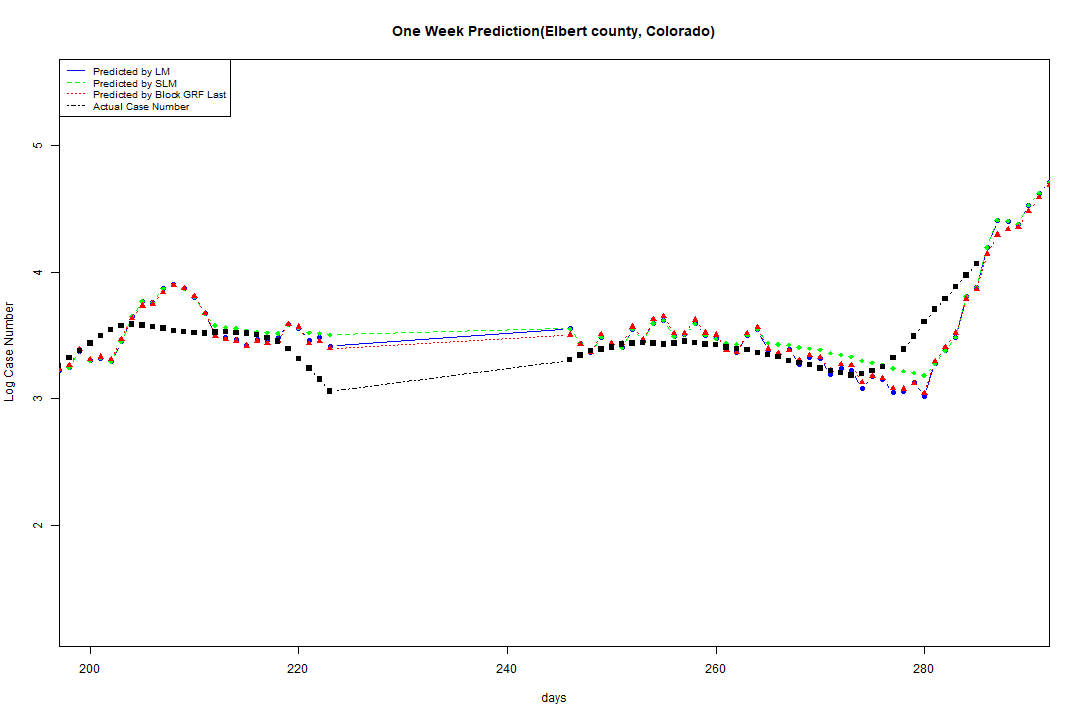 One Week Prediction(Elbert county, Colorado)
Predicted by LM
Predicted by SLM
Predicted by Block GRF Last
Actual Case Number
5
4
3
2
Log Case Number
200 220 240 260 280
days